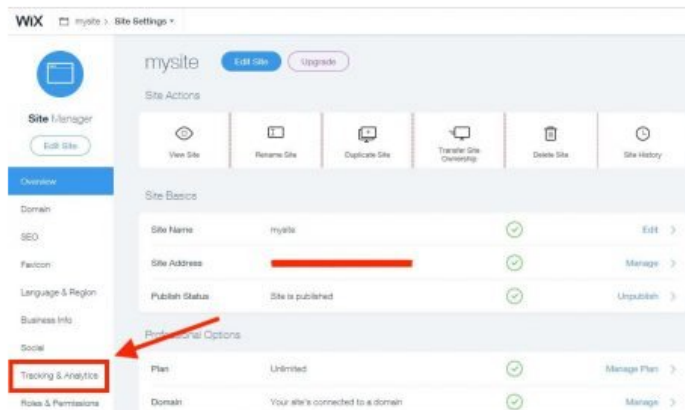 WiX mysite > Site Settings
mysite Edit Site Upgrade
Site Actions
Site Manager
Edit Site
View Site Rename Site Duplicate Site Transfer Site Ownership Delete Site Site History
Overview
Site Basics
Domain
Site Name mysite Edit
SEO
Favicon
Site Address Manage
Language & Region
Publish Status Site is published Unpublish
Business Info
Social
Professional Options
Tracking & Analytics
Plan Unlimited Manage Plan
Roles & Permissions
Domain Your site's connected to a domain Manage